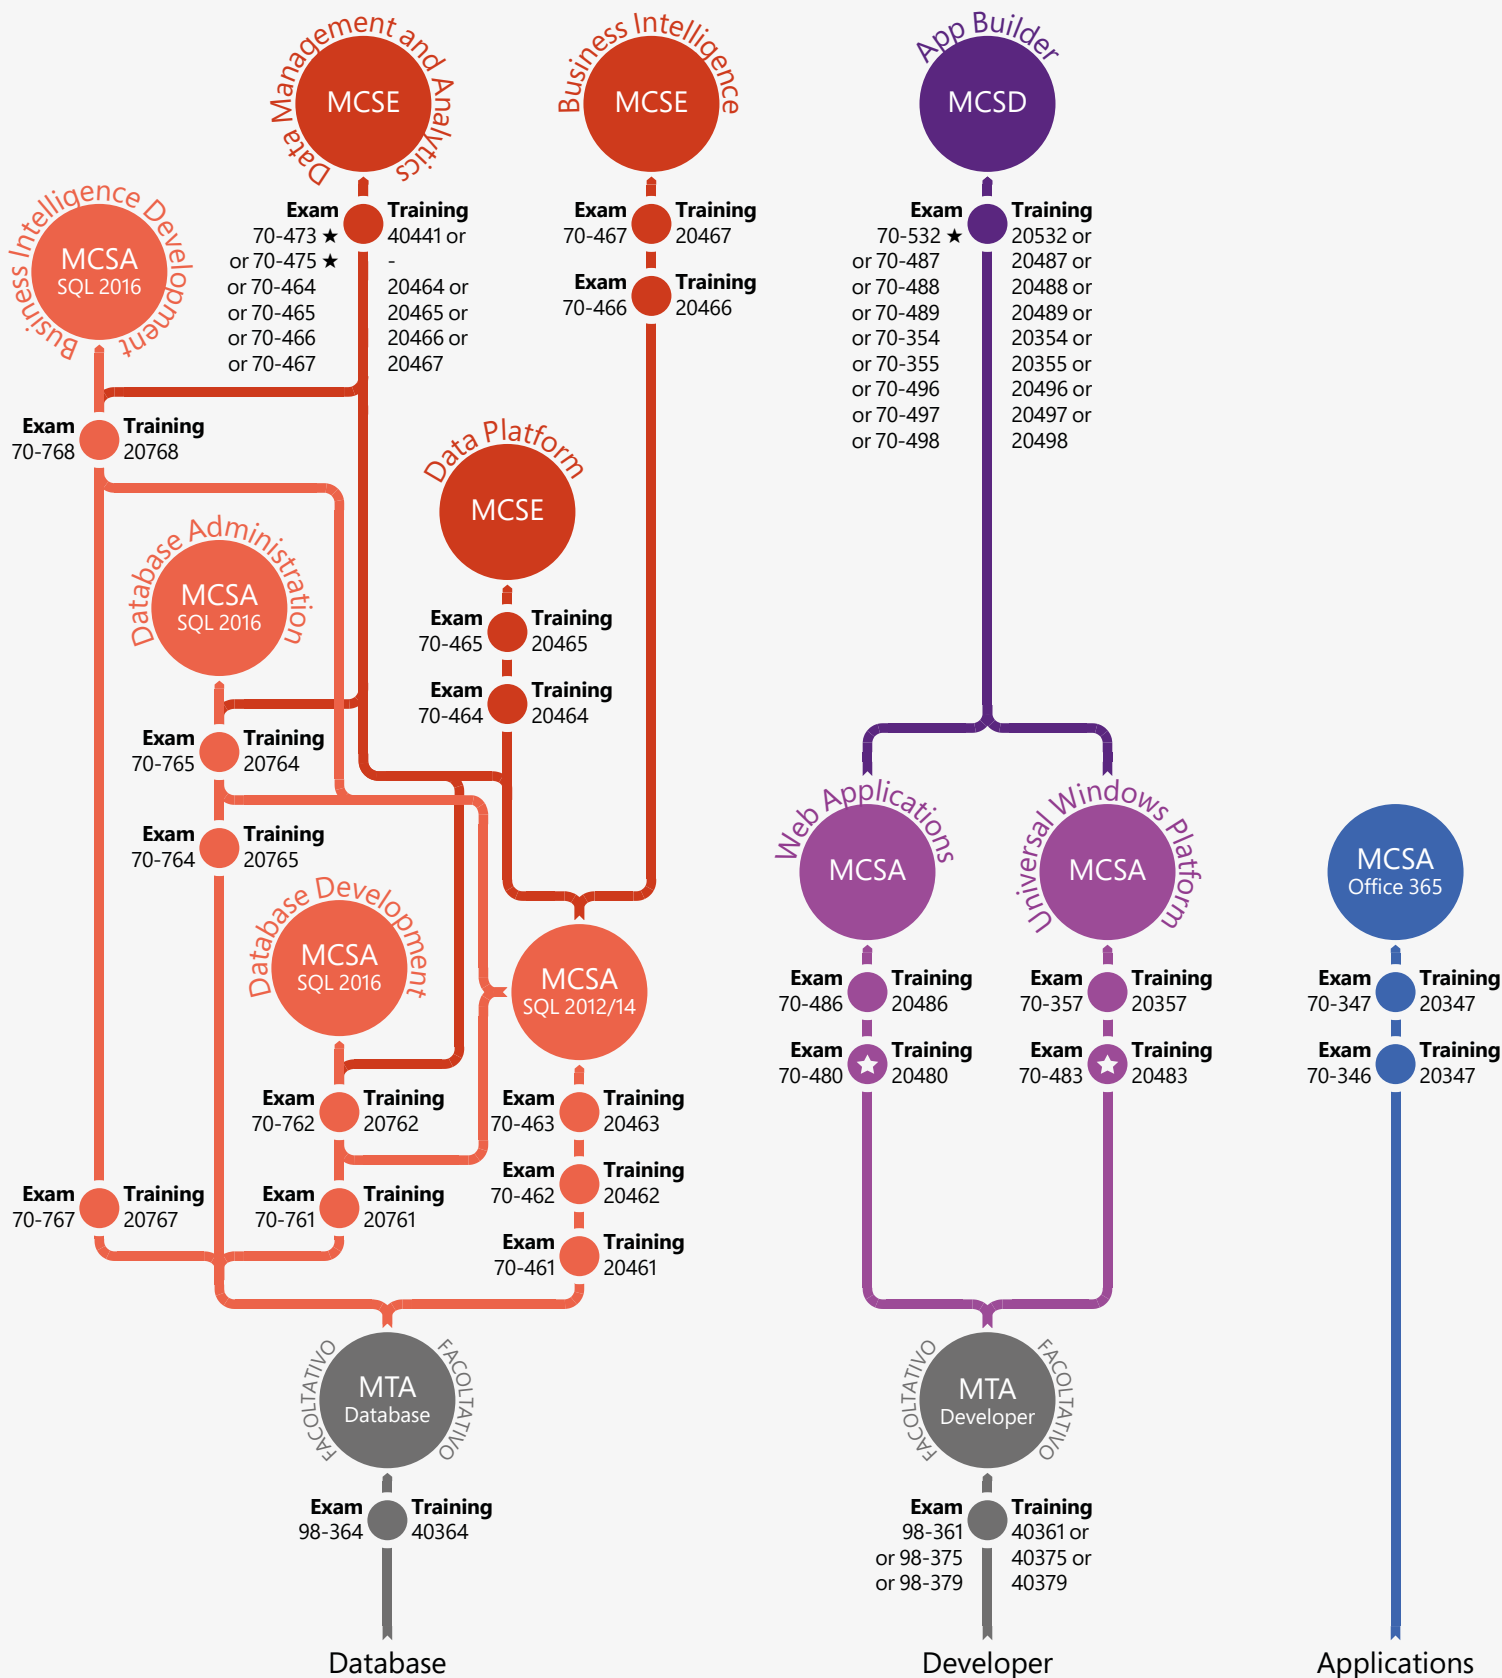 Data Management and Analytics
MCSE
Exam
70-473 ★
or 70-475 ★
or 70-464
or 70-465
or 70-466
or 70-467
Training
40441 or
-
20464 or
20465 or
20466 or
20467
Business Intelligence
MCSE
Exam
70-467
Training
20467
Exam
70-466
Training
20466
App Builder
MCSD
Exam
70-532 ★
or 70-487
or 70-488
or 70-489
or 70-354
or 70-355
or 70-496
or 70-497
or 70-498
Training
20532 or
20487 or
20488 or
20489 or
20354 or
20355 or
20496 or
20497 or
20498
Business Intelligence Development
MCSA
SQL 2016
Exam
70-768
Training
20768
Data Platform
MCSE
Exam
70-465
Training
20465
Exam
70-464
Training
20464
Database Administration
MCSA
SQL 2016
Exam
70-765
Training
20764
Exam
70-764
Training
20765
Database Development
MCSA
SQL 2016
Exam
70-762
Training
20762
Exam
70-767
Training
20767
Exam
70-761
Training
20761
MCSA
SQL 2012/14
Exam
70-463
Training
20463
Exam
70-462
Training
20462
Exam
70-461
Training
20461
Web Applications
MCSA
Exam
70-486
Training
20486
Exam
70-480
Training
20480
Universal Windows Platform
MCSA
Exam
70-357
Training
20357
Exam
70-483
Training
20483
MCSA
Office 365
Exam
70-347
Training
20347
Exam
70-346
Training
20347
FACOLTATIVO
MTA
Database
FACOLTATIVO
Exam
98-364
Training
40364
FACOLTATIVO
MTA
Developer
FACOLTATIVO
Exam
98-361
or 98-375
or 98-379
Training
40361 or
40375 or
40379
Database
Developer
Applications